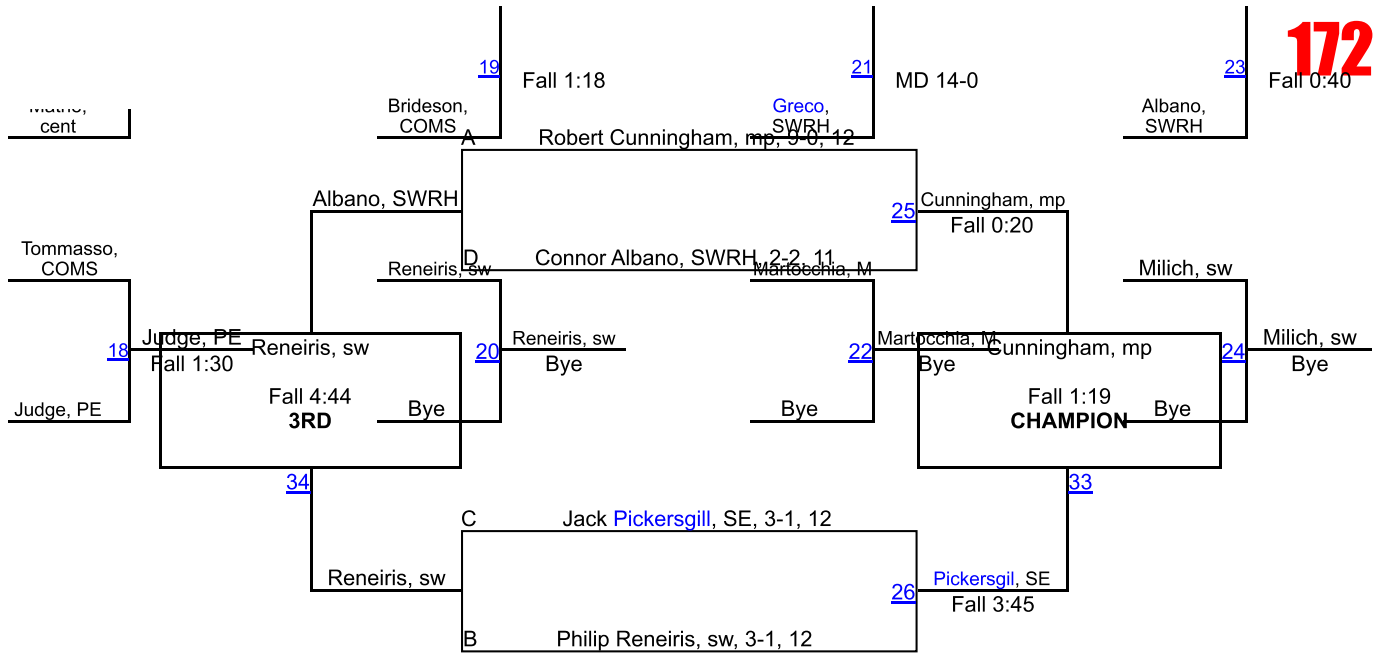 172
19
Fall 1:18
21
MD 14-0
23
Fall 0:40
cent
Brideson,
COMS
Greco,
SWRH
Albano,
SWRH
A
Robert Cunningham, mp, 9-0, 12
Albano, SWRH
25
Cunningham, mp
Fall 0:20
Tommasso,
COMS
D
Connor Albano, SWRH, 2-2, 11
Reneiris, sw
Martocchia, M
Milich, sw
18
Judge, PE
Fall 1:30
Reneiris, sw
20
Reneiris, sw
Bye
22
Martocchia, M
Bye
Cunningham, mp
24
Milich, sw
Bye
Judge, PE
Fall 4:44
3RD
Bye
Bye
Fall 1:19
CHAMPION
Bye
34
33
C
Jack Pickersgill, SE, 3-1, 12
Reneiris, sw
26
Pickersgil, SE
Fall 3:45
B
Philip Reneiris, sw, 3-1, 12